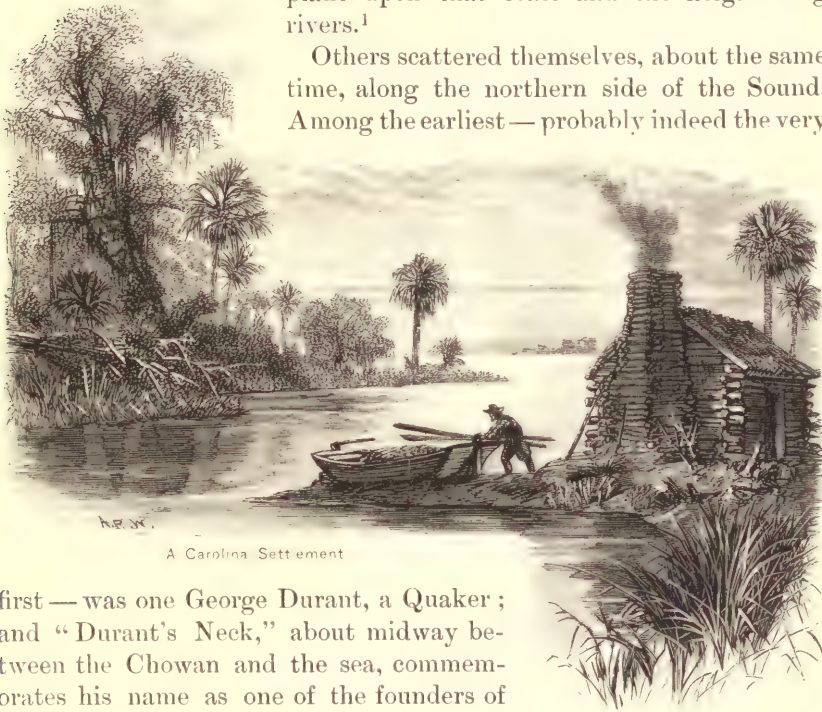 rivers.¹
Others scattered themselves, about the same
time, along the northern side of the Sound.
Among the earliest — probably indeed the very
A. R. W.
A Carolina Sett ement
first — was one George Durant, a Quaker ;
and “ Durant's Neck,” about midway be-
tween the Chowan and the sea, commem-
orates his name as one of the founders of